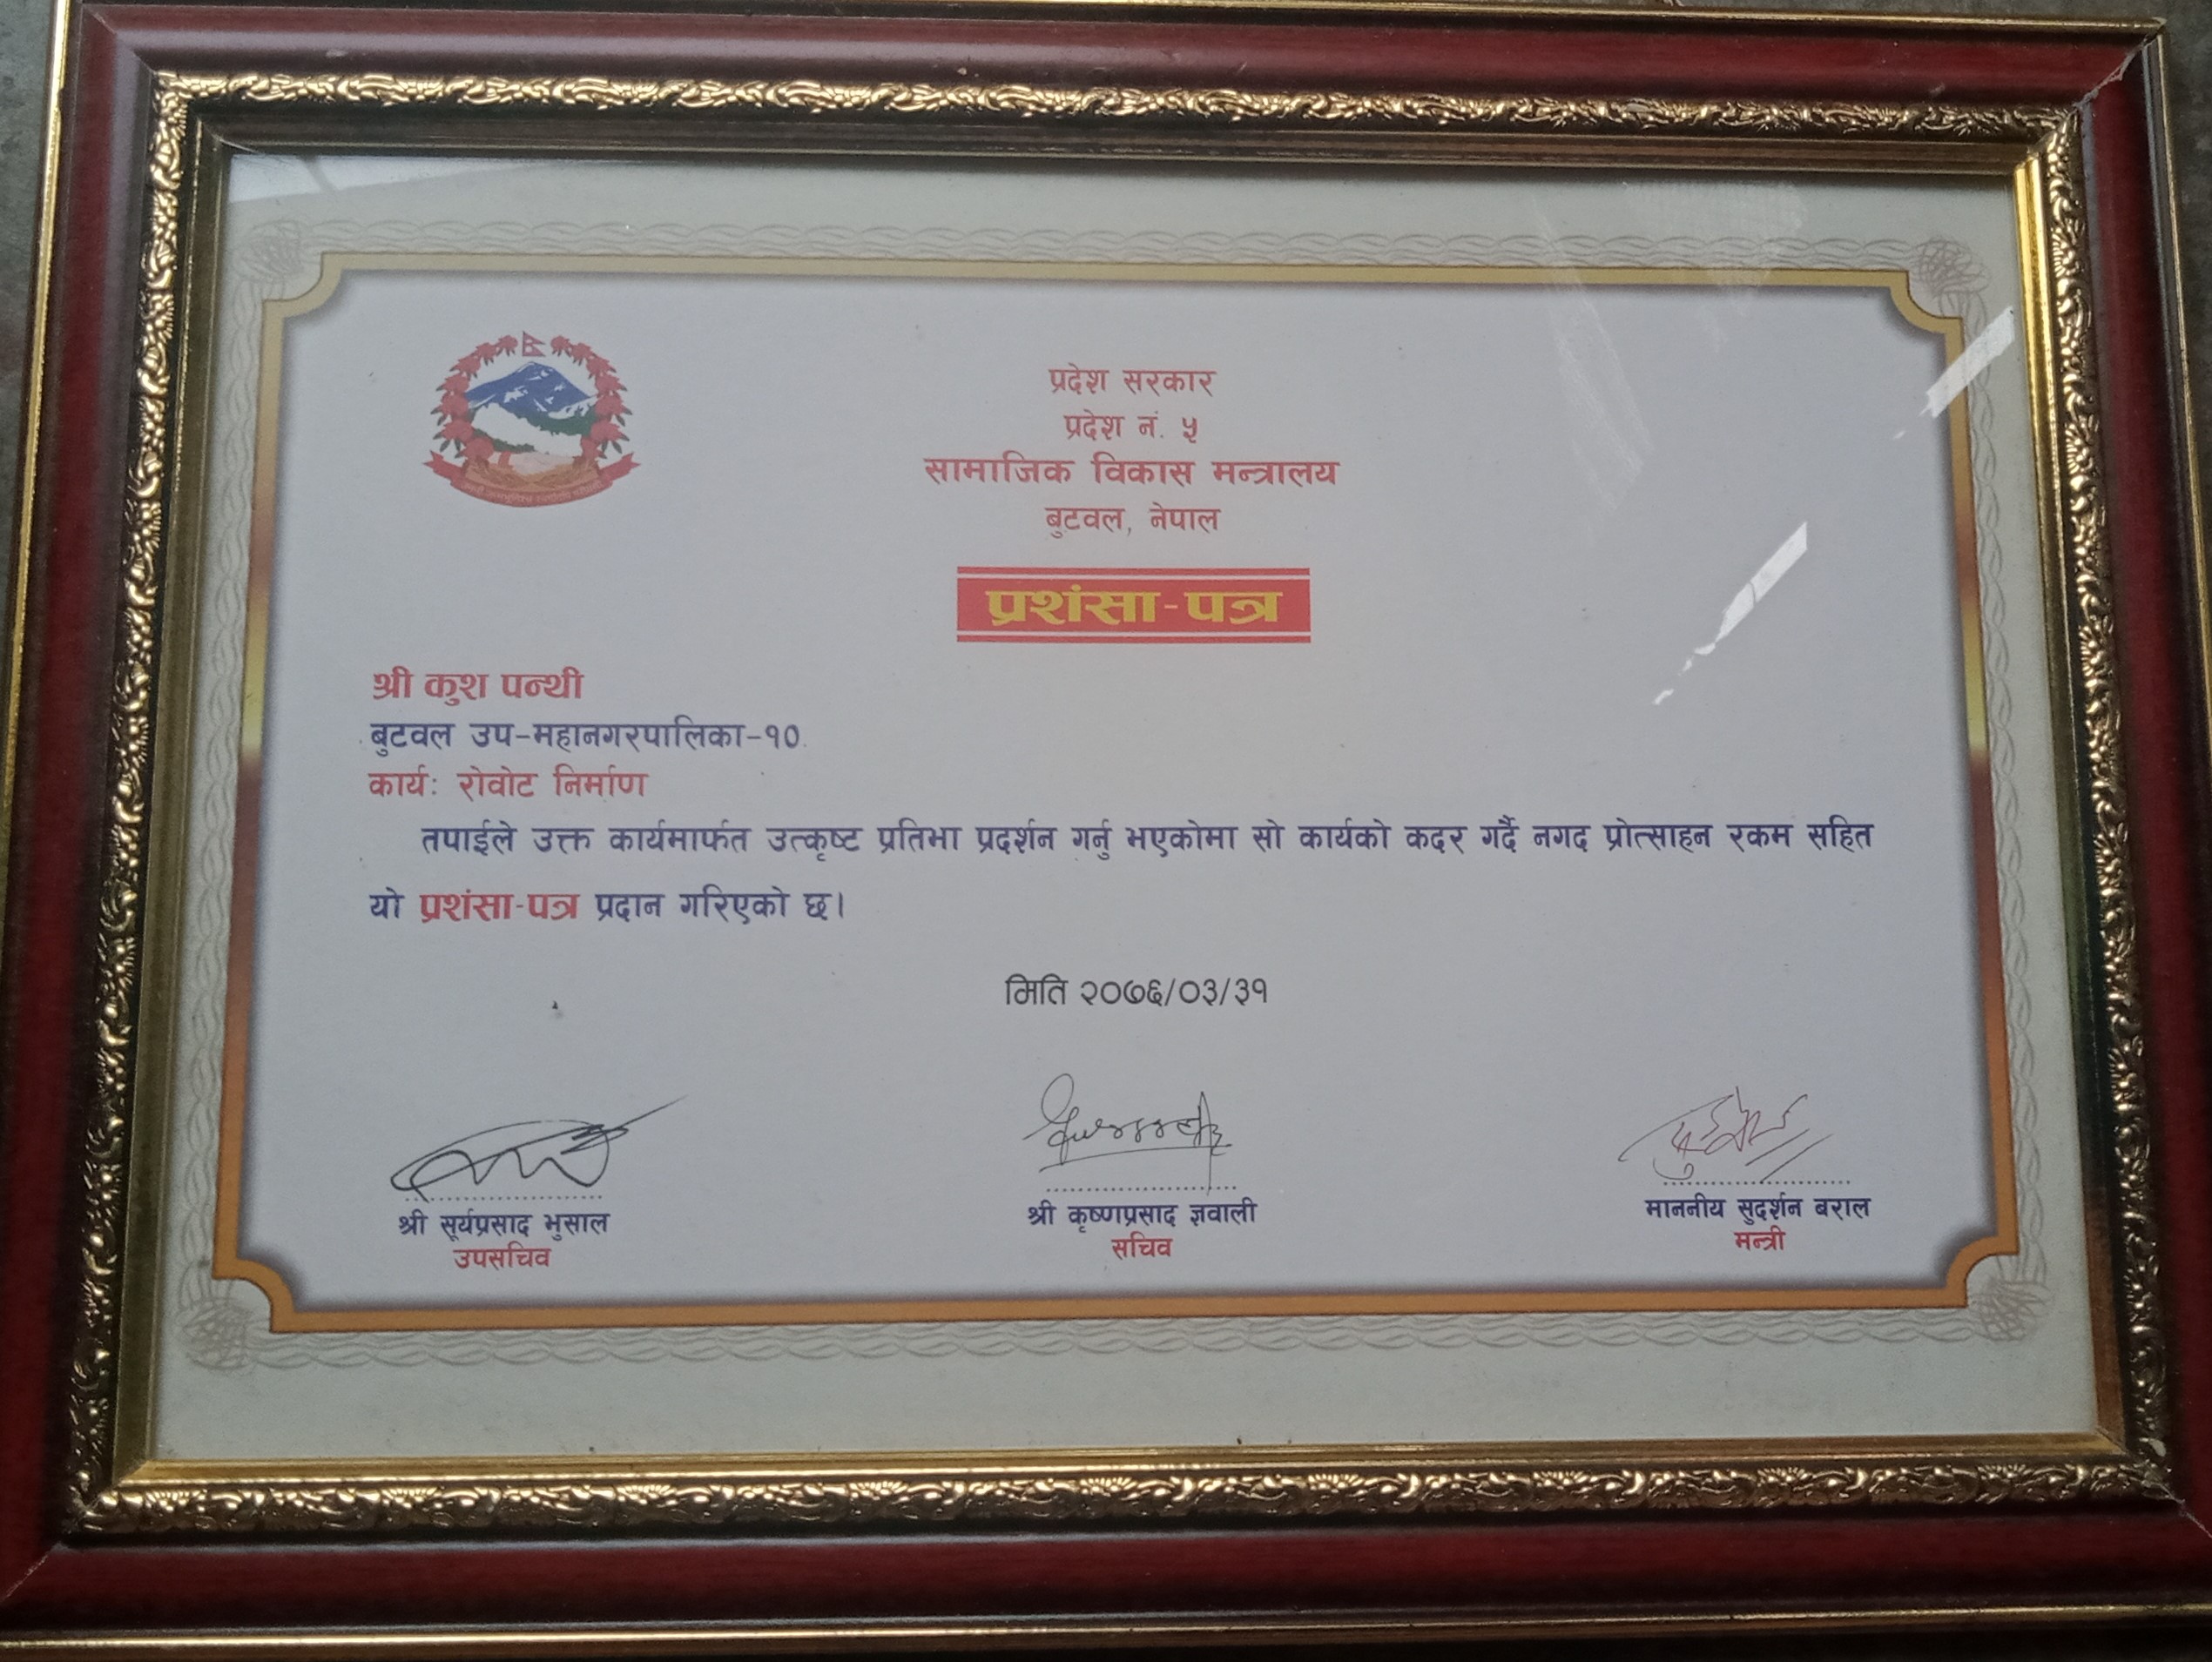 प्रदेश सरकार
प्रदेश नं. ५
सामाजिक विकास मन्त्रालय
बुटवल, नेपाल
प्रशंसा-पत्र
श्री कुश पन्थी
बुटवल उप-महानगरपालिका-१०
कार्य: रोवोट निर्माण
तपाईले उक्त कार्यमार्फत उत्कृष्ट प्रतिभा प्रदर्शन गर्नु भएकोमा सो कार्यको कदर गर्दै नगद प्रोत्साहन रकम सहित
यो प्रशंसा-पत्र प्रदान गरिएको छ।
मिति २०७६/०३/३१
श्री सूर्यप्रसाद भुसाल
उपसचिव
श्री कृष्णप्रसाद ज्ञवाली
सचिव
माननीय सुदर्शन बराल
मन्त्री